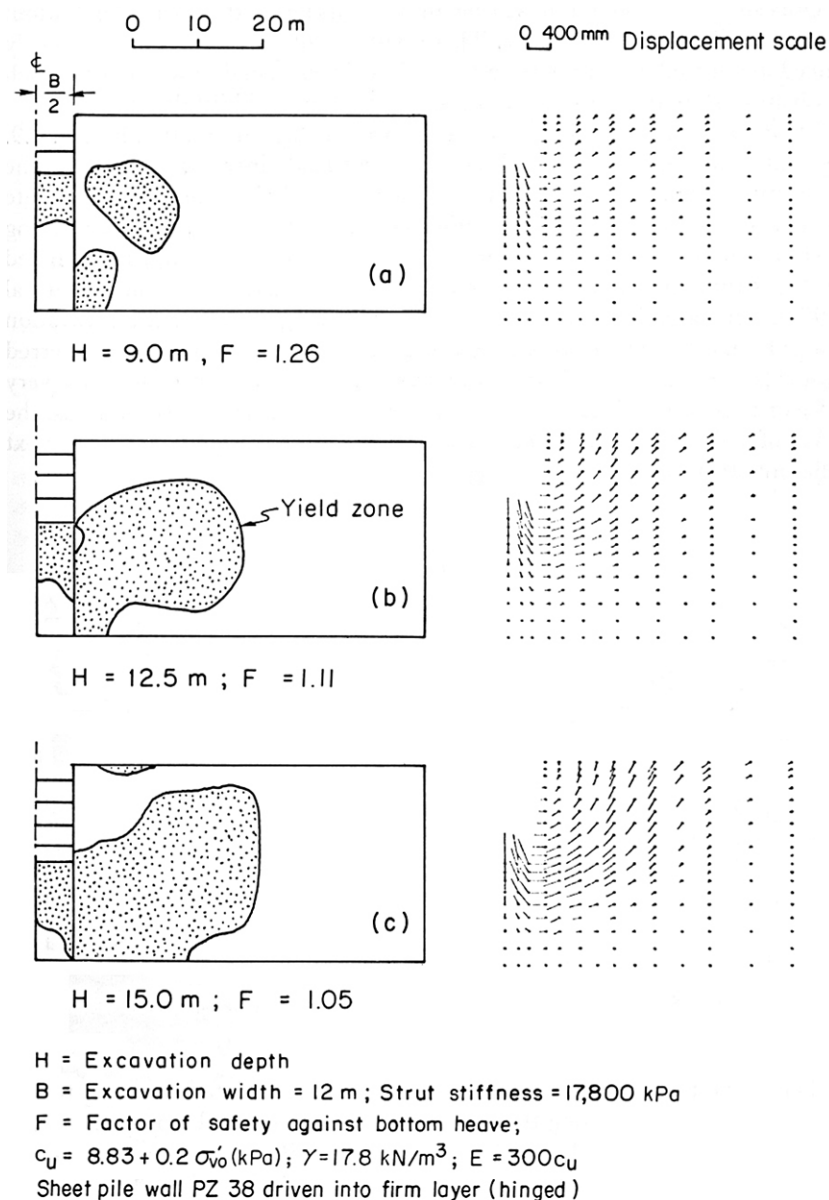 0 10 20 m
0 400 mm Displacement scale
℄
B
2
(a)
H = 9.0 m , F = 1.26
Yield zone
(b)
H = 12.5 m ; F = 1.11
(c)
H = 15.0 m ; F = 1.05
H = Excavation depth
B = Excavation width = 12 m ; Strut stiffness = 17,800 kPa
F = Factor of safety against bottom heave;
cu = 8.83 + 0.2 σ′vo (kPa) ; γ = 17.8 kN/m³ ; E = 300cu
Sheet pile wall PZ 38 driven into firm layer (hinged)